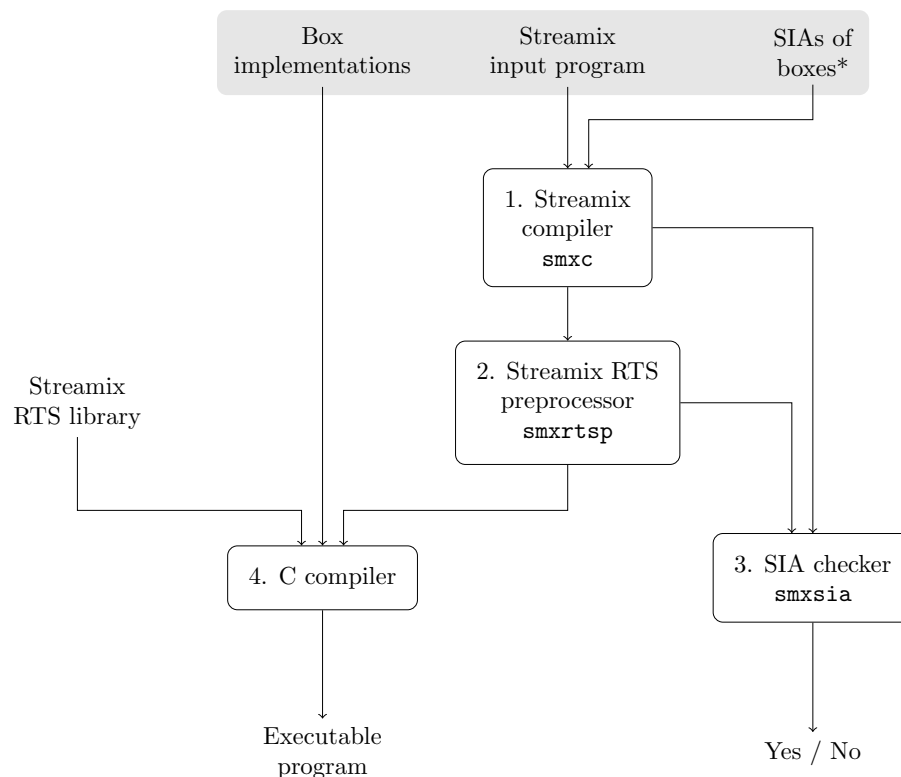 Box
implementations
Streamix
input program
SIAs of
boxes*
1. Streamix
compiler
smxc
2. Streamix RTS
preprocessor
smxrtsp
Streamix
RTS library
4. C compiler
3. SIA checker
smxsia
Executable
program
Yes / No